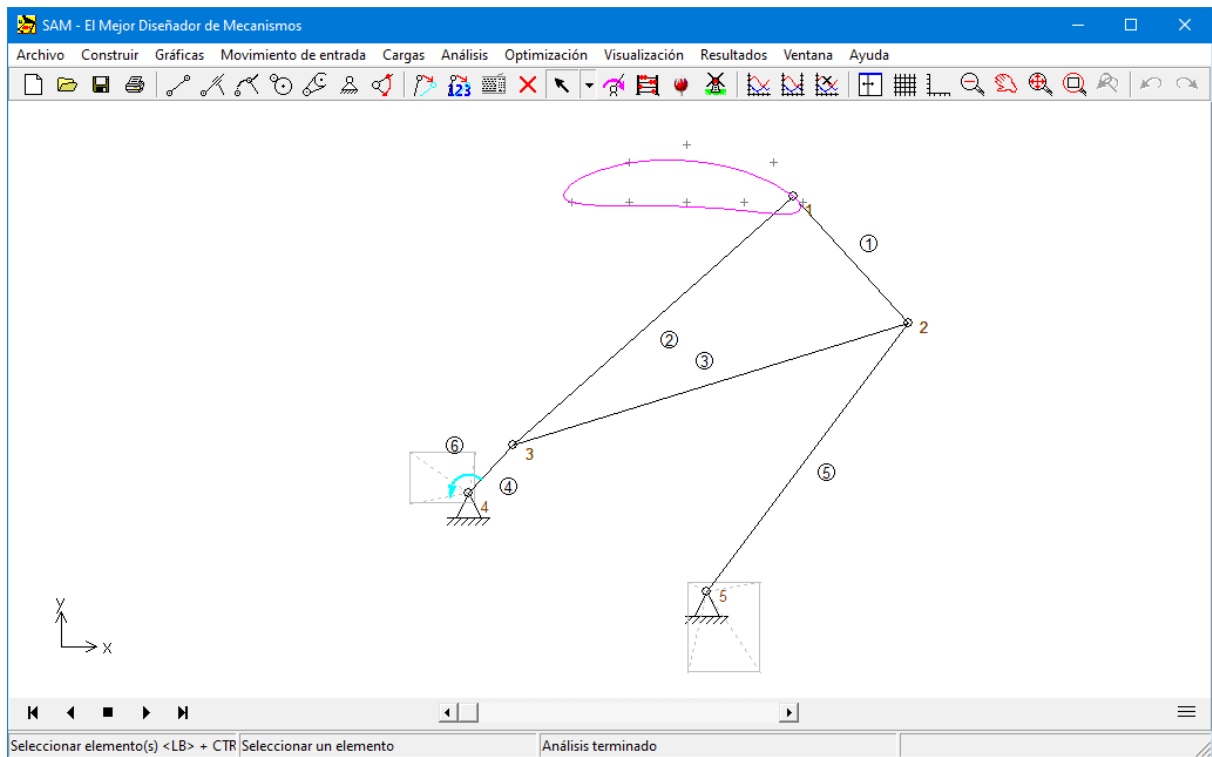 SAM - El Mejor Diseñador de Mecanismos
Archivo Construir Gráficas Movimiento de entrada Cargas Análisis Optimización Visualización Resultados Ventana Ayuda
123
1
1
2
2
3
6
3
4
4
5
5
y
x
Seleccionar elemento(s) <LB> + CTR Seleccionar un elemento Análisis terminado